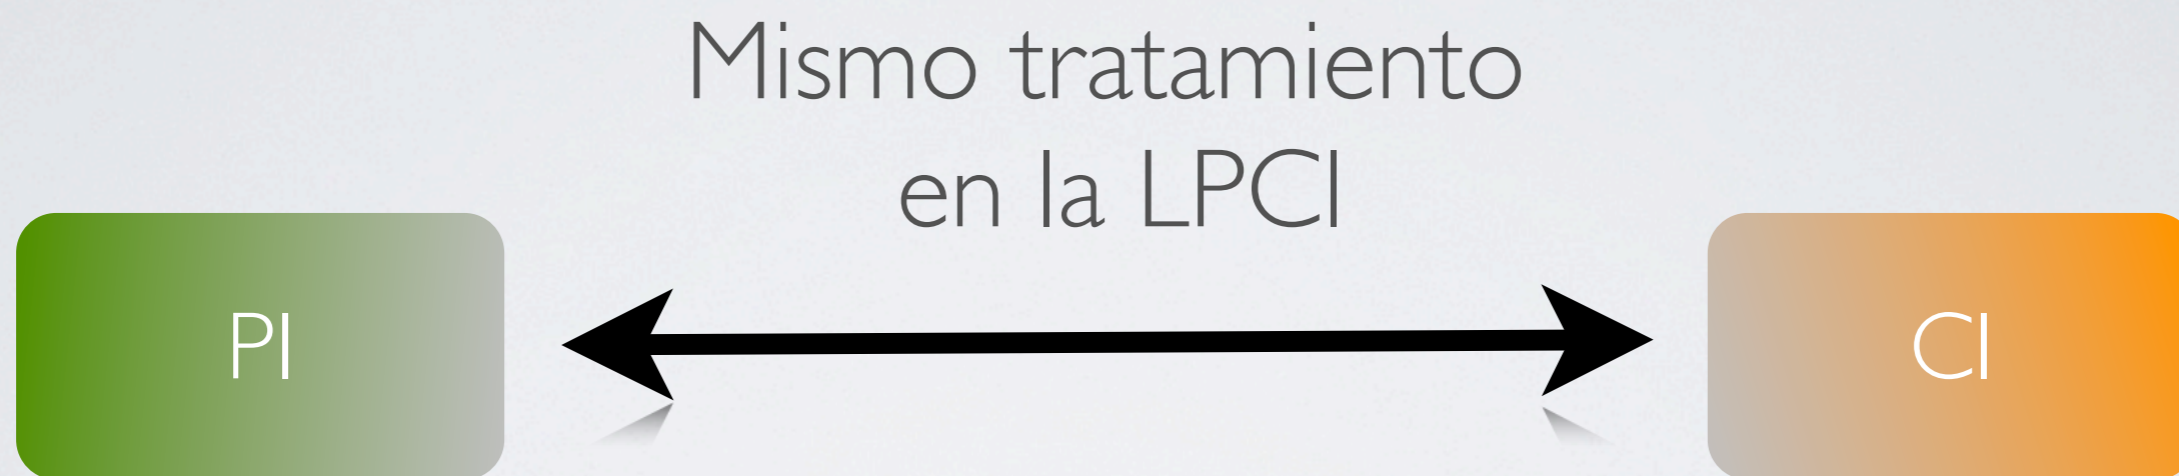 Mismo tratamiento
en la LPCI
PI
CI